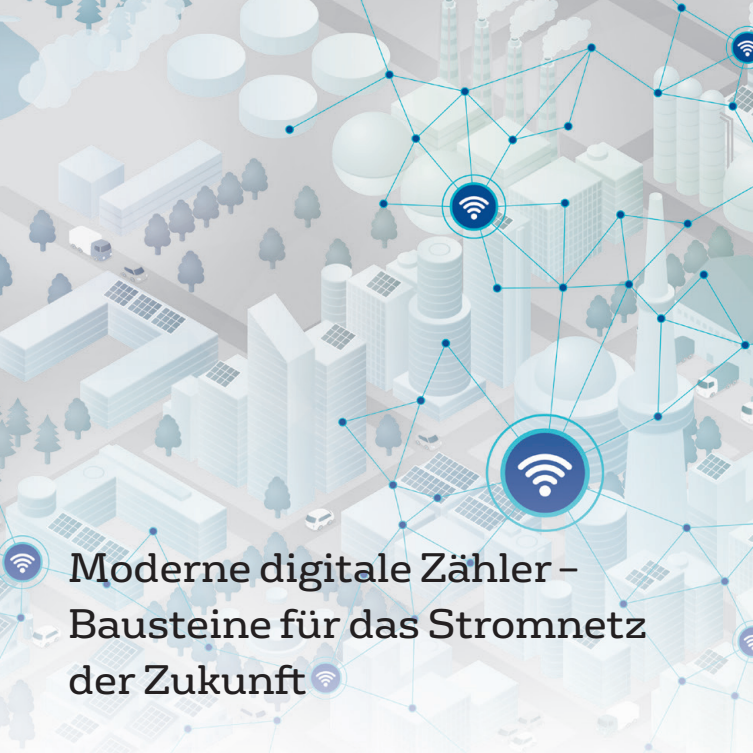 Moderne digitale Zähler –
Bausteine für das Stromnetz
der Zukunft